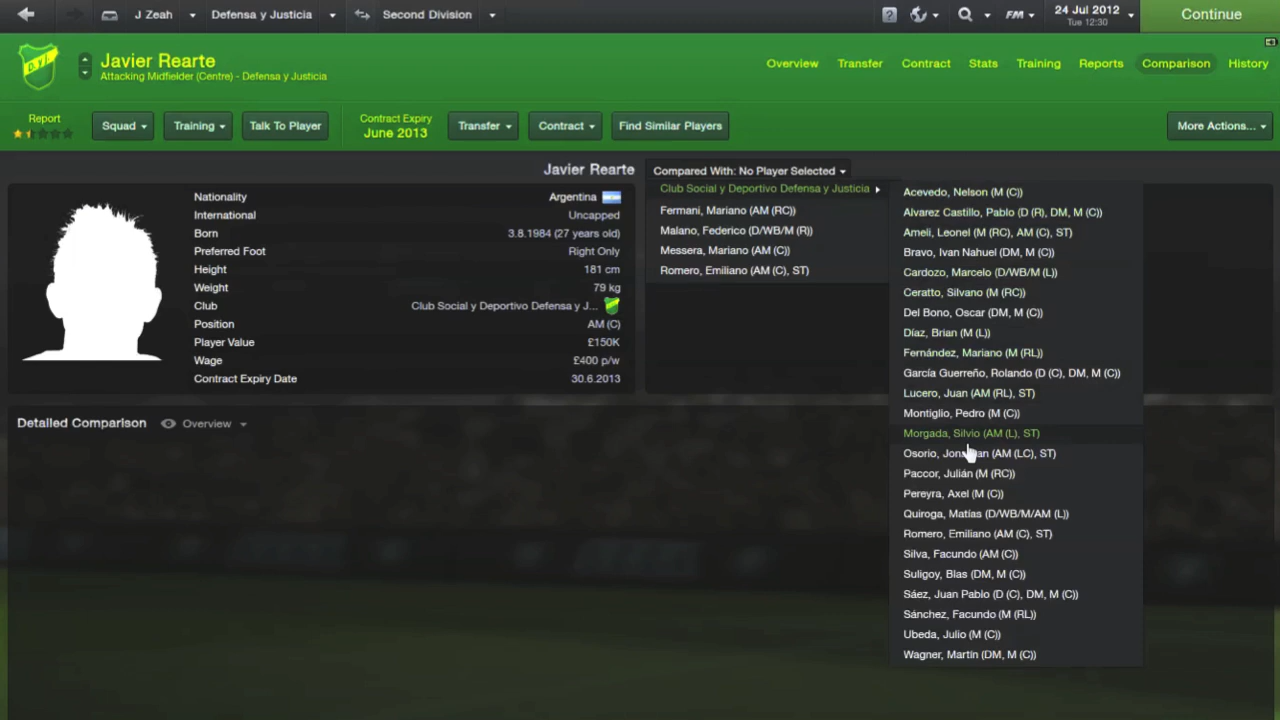 J Zeah Defensa y Justicia Second Division ? FM 24 Jul 2012 Continue
Tue 12:30
Javier Rearte
Attacking Midfielder (Centre) - Defensa y Justicia
Overview Transfer Contract Stats Training Reports Comparison History
Report Squad Training Talk To Player Contract Expiry June 2013 Transfer Contract Find Similar Players More Actions...
Javier Rearte Compared With: No Player Selected
Nationality Argentina
International Uncapped
Born 3.8.1984 (27 years old)
Preferred Foot Right Only
Height 181 cm
Weight 79 kg
Club Club Social y Deportivo Defensa y J...
Position AM (C)
Player Value £150K
Wage £400 p/w
Contract Expiry Date 30.6.2013
Club Social y Deportivo Defensa y Justicia
Fermani, Mariano (AM (RC))
Malano, Federico (D/WB/M (R))
Messera, Mariano (AM (C))
Romero, Emiliano (AM (C), ST)
Acevedo, Nelson (M (C))
Alvarez Castillo, Pablo (D (R), DM, M (C))
Ameli, Leonel (M (RC), AM (C), ST)
Bravo, Ivan Nahuel (DM, M (C))
Cardozo, Marcelo (D/WB/M (L))
Ceratto, Silvano (M (RC))
Del Bono, Oscar (DM, M (C))
Díaz, Brian (M (L))
Fernández, Mariano (M (RL))
García Guerreño, Rolando (D (C), DM, M (C))
Lucero, Juan (AM (RL), ST)
Montiglio, Pedro (M (C))
Morgada, Silvio (AM (L), ST)
Osorio, (AM (LC), ST)
Paccor, Julián (M (RC))
Pereyra, Axel (M (C))
Quiroga, Matías (D/WB/M/AM (L))
Romero, Emiliano (AM (C), ST)
Silva, Facundo (AM (C))
Suligoy, Blas (DM, M (C))
Sáez, Juan Pablo (D (C), DM, M (C))
Sánchez, Facundo (M (RL))
Ubeda, Julio (M (C))
Wagner, Martín (DM, M (C))
Detailed Comparison Overview